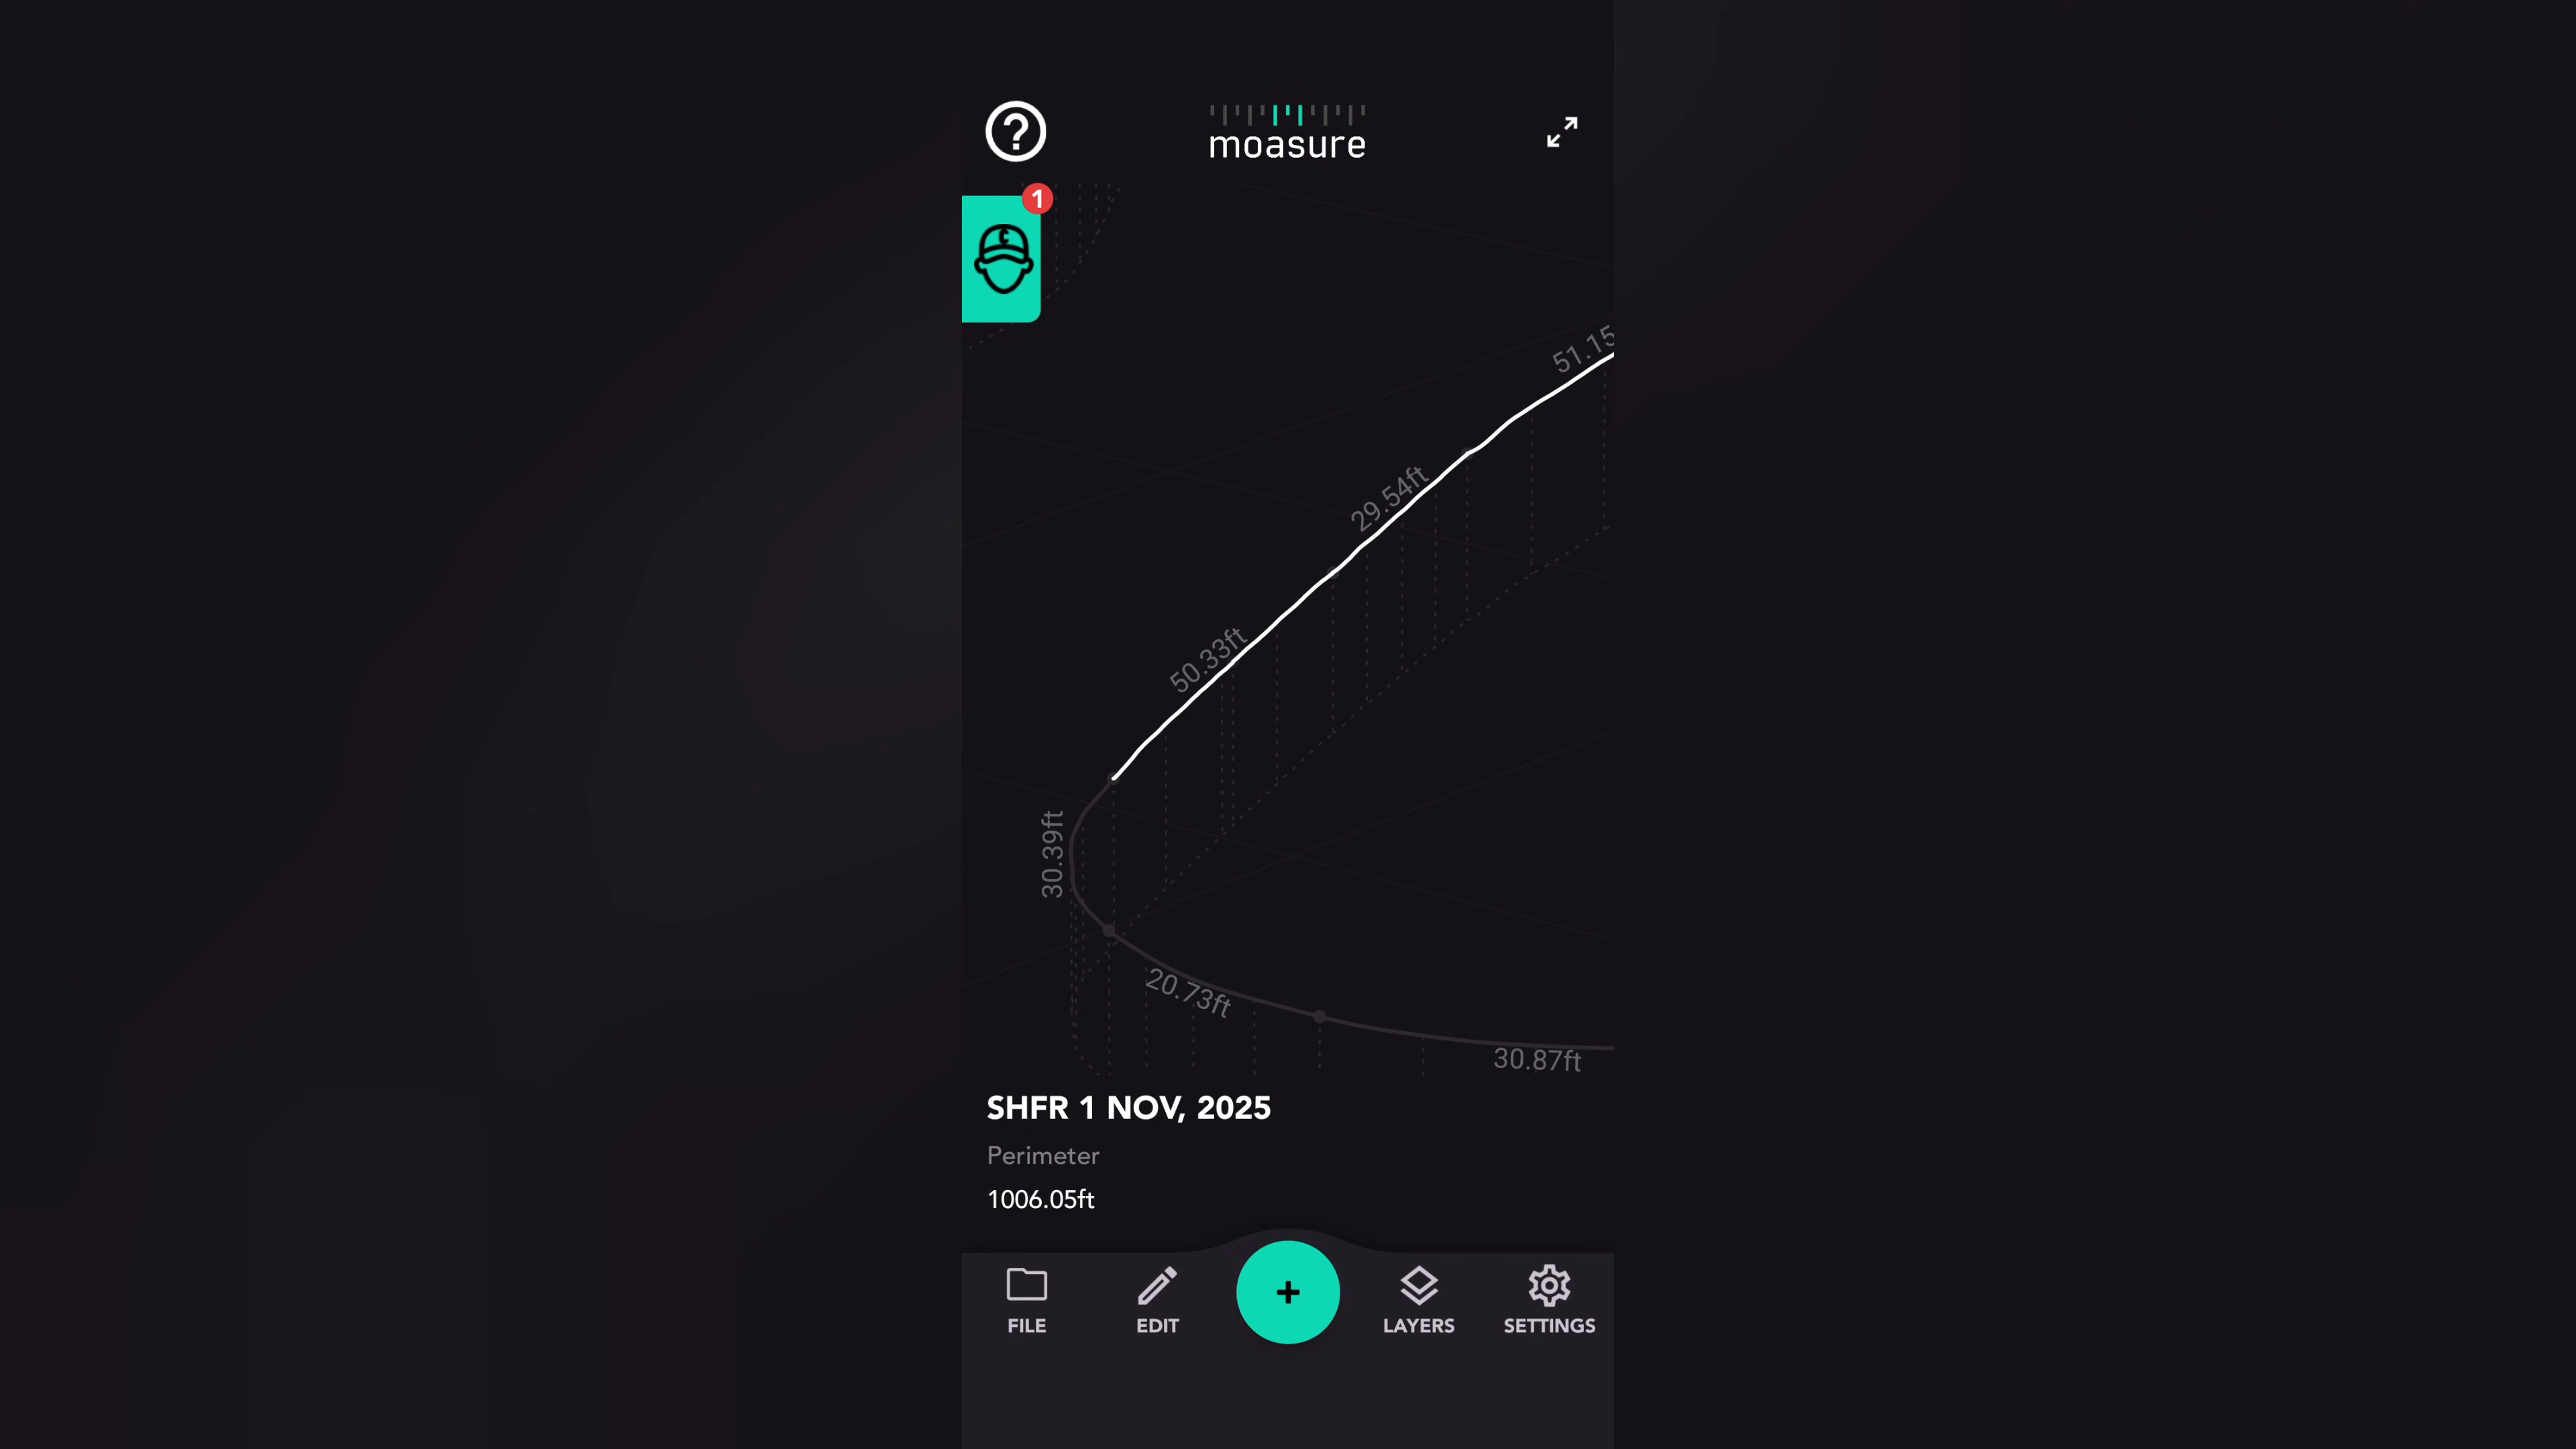 moasure
1
C
51.15
29.54ft
50.33ft
30.39ft
20.73ft
30.87ft
SHFR 1 NOV, 2025
Perimeter
1006.05ft
+
FILE
EDIT
LAYERS
SETTINGS